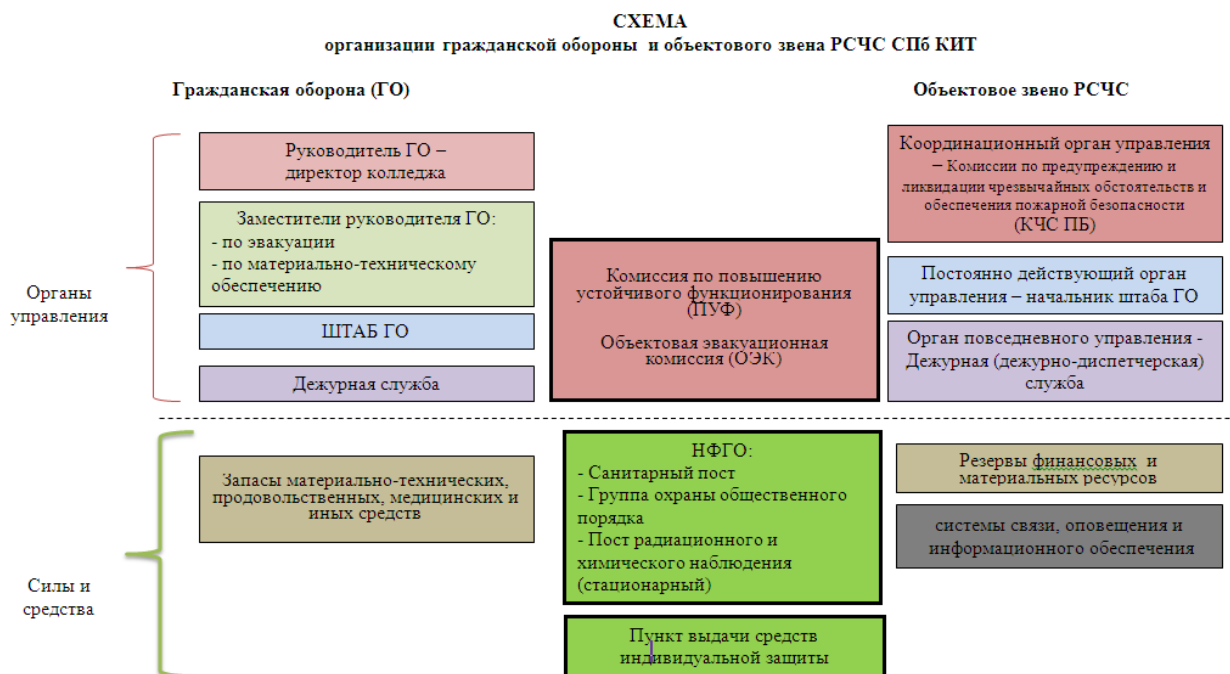 СХЕМА
организации гражданской обороны и объектового звена РСЧС СПб КИТ
Гражданская оборона (ГО)
Объектовое звено РСЧС
Органы
управления
Руководитель ГО –
директор колледжа
Заместители руководителя ГО:
- по эвакуации
- по материально-техническому
обеспечению
ШТАБ ГО
Дежурная служба
Комиссия по повышению
устойчивого функционирования
(ПУФ)
Объектовая эвакуационная
комиссия (ОЭК)
Координационный орган управления
– Комиссии по предупреждению и
ликвидации чрезвычайных обстоятельств и
обеспечения пожарной безопасности
(КЧС ПБ)
Постоянно действующий орган
управления – начальник штаба ГО
Орган повседневного управления -
Дежурная (дежурно-диспетчерская)
служба
Силы и
средства
Запасы материально-технических,
продовольственных, медицинских и
иных средств
НФГО:
- Санитарный пост
- Группа охраны общественного
порядка
- Пост радиационного и
химического наблюдения
(стационарный)
Пункт выдачи средств
индивидуальной защиты
Резервы финансовых и
материальных ресурсов
системы связи, оповещения и
информационного обеспечения